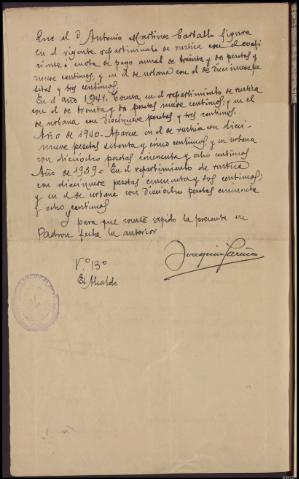 Que el D. Antonio Martinez Carballo figura
en el vigente repartimiento de rustica con el
cuota de pago anual de treinta y dos pesetas y
nueve centimos, y en el de urbana con el de diecinueve pe
setas y tres centimos.
En el año 1941. Consta en el repartimiento de rustica
con el de treinta y dos pesetas nueve centimos, y en el
de urbana con diecinueve pesetas y tres centimos.
Año de 1940.- Aparece en el de rustica con dieci
nueve pesetas setenta y cinco centimos, y en urbana
con dieciocho pesetas cincuenta y ocho centimos
Año de 1939.- En el repartimiento de rustica
con diecinueve pesetas cincuenta y tres centimos;
y en el de urbana con dieciocho pesetas cincuenta
y ocho centimos
Y para que conste expido la presente en
Padron fecha la anterior
Joaquin
Vº Bº
El Alcalde